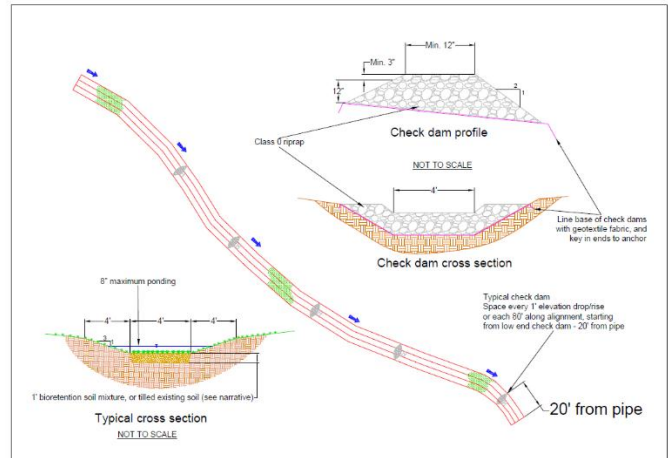 Min. 12"
Min. 3"
12"
2
1
Check dam profile
Class 0 riprap
NOT TO SCALE
4'
Line base of check dams
with geotextile fabric, and
key in ends to anchor
Check dam cross section
8" maximum ponding
4'
4'
4'
3
1
1' bioretention soil mixture, or tilled existing soil (see narrative)
Typical cross section
NOT TO SCALE
Typical check dam
Space every 1' elevation drop/rise
or each 80' along alignment, starting
from low end check dam - 20' from pipe
20' from pipe